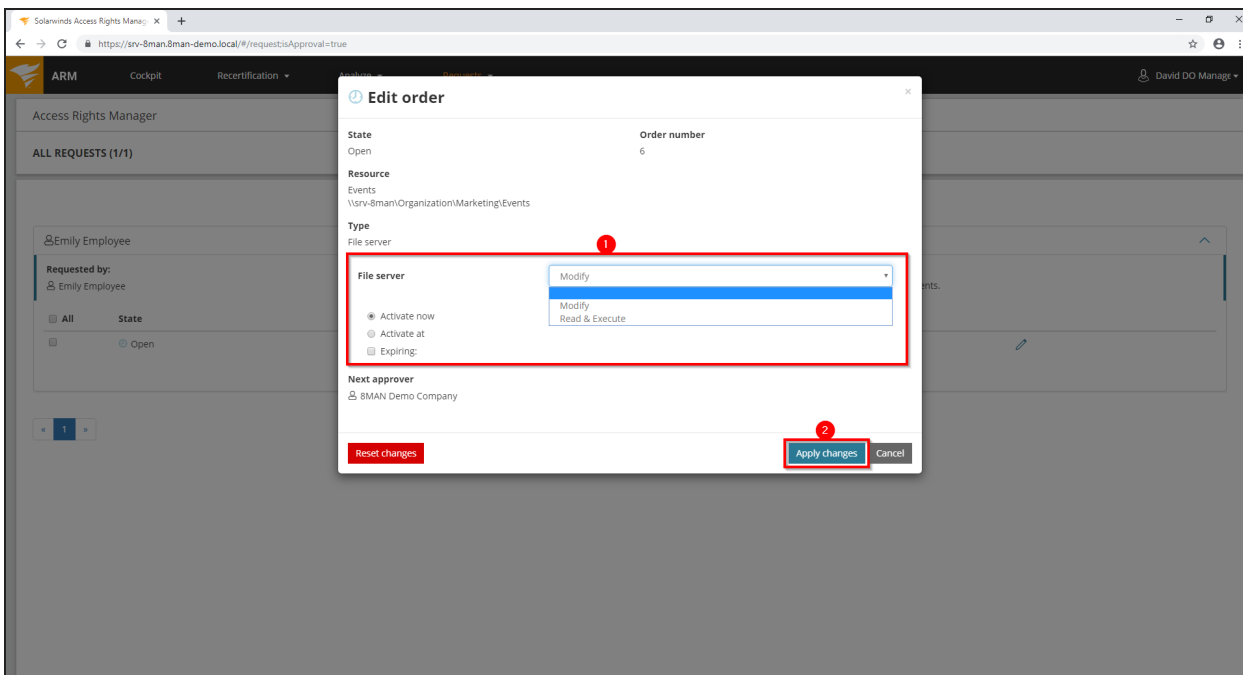 Solarwinds Access Rights Manag
https://srv-8man.8man-demo.local/#/request;isApproval=true
ARM Cockpit Recertification Analyze Requests David DO Manage
Access Rights Manager
ALL REQUESTS (1/1)
Emily Employee
Requested by:
Emily Employee
ents.
All State
Open
Edit order
State Order number
Open 6
Resource
Events
\\srv-8man\Organization\Marketing\Events
Type
File server
1
File server Modify
Modify
Read & Execute
Activate now
Activate at
Expiring:
Next approver
8MAN Demo Company
2
Reset changes Apply changes Cancel
« 1 »